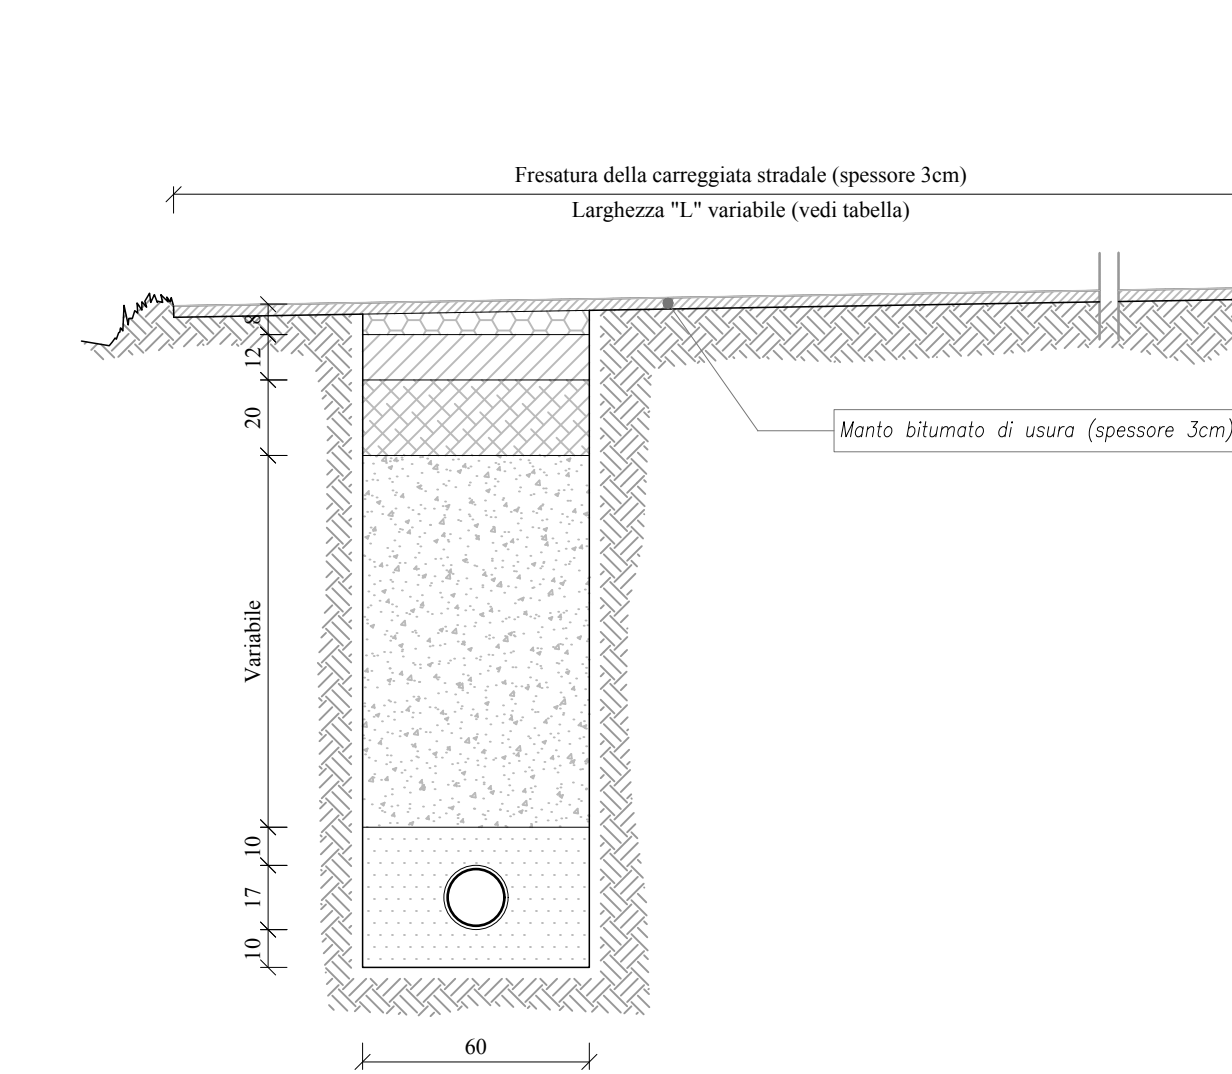 Fresatura della carreggiata stradale (spessore 3cm)
Larghezza "L" variabile (vedi tabella)
8
12
20
Manto bitumato di usura (spessore 3cm)
Variabile
10
17
10
60